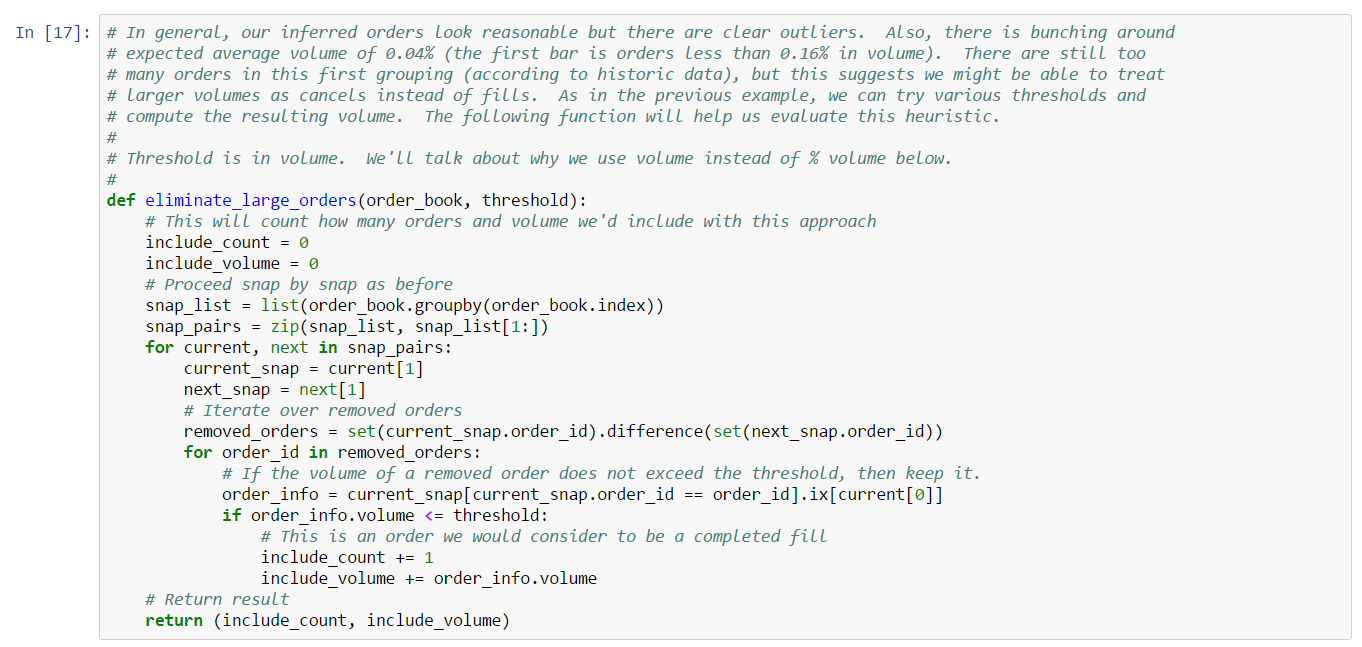 In [17]: # In general, our inferred orders look reasonable but there are clear outliers.  Also, there is bunching around
# expected average volume of 0.04% (the first bar is orders less than 0.16% in volume).  There are still too
# many orders in this first grouping (according to historic data), but this suggests we might be able to treat
# larger volumes as cancels instead of fills.  As in the previous example, we can try various thresholds and
# compute the resulting volume.  The following function will help us evaluate this heuristic.
#
# Threshold is in volume.  We'll talk about why we use volume instead of % volume below.
#
def eliminate_large_orders(order_book, threshold):
    # This will count how many orders and volume we'd include with this approach
    include_count = 0
    include_volume = 0
    # Proceed snap by snap as before
    snap_list = list(order_book.groupby(order_book.index))
    snap_pairs = zip(snap_list, snap_list[1:])
    for current, next in snap_pairs:
        current_snap = current[1]
        next_snap = next[1]
        # Iterate over removed orders
        removed_orders = set(current_snap.order_id).difference(set(next_snap.order_id))
        for order_id in removed_orders:
            # If the volume of a removed order does not exceed the threshold, then keep it.
            order_info = current_snap[current_snap.order_id == order_id].ix[current[0]]
            if order_info.volume <= threshold:
                # This is an order we would consider to be a completed fill
                include_count += 1
                include_volume += order_info.volume
    # Return result
    return (include_count, include_volume)